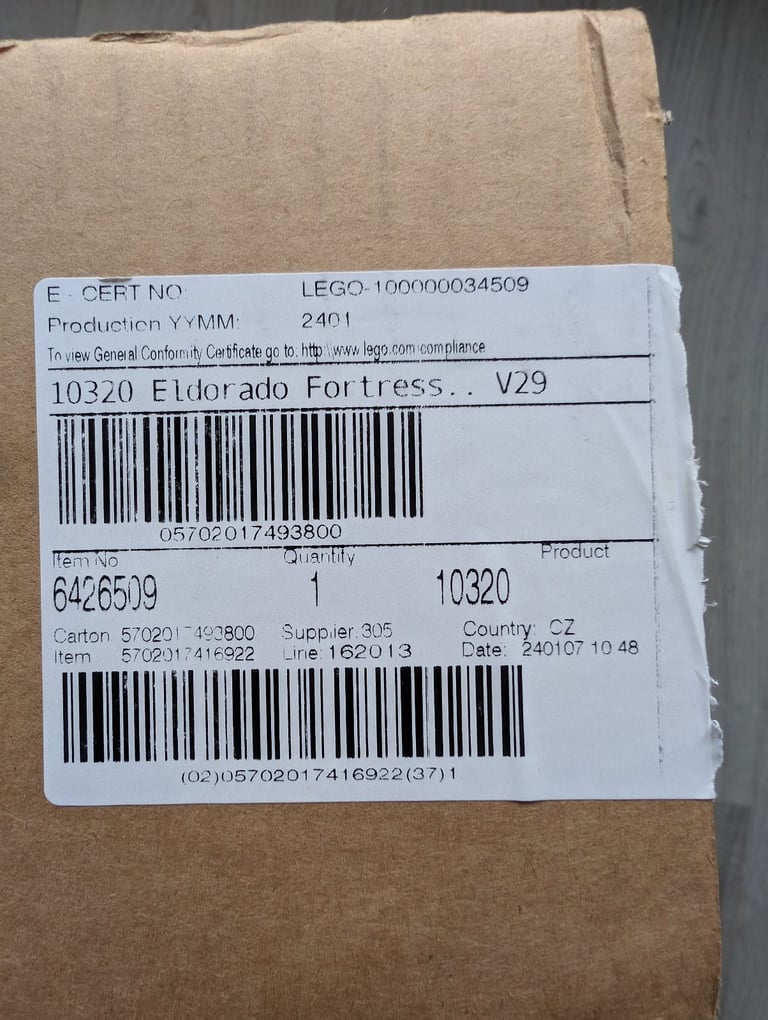 E - CERT NO: LEGO-100000034509
Production YYMM: 2401
To view General Conformity Certificate go to: http:\\www.lego.com\compliance
10320 Eldorado Fortress.. V29
05702017493800
Item No Quantity Product
6426509 1 10320
Carton 5702017493800 Supplier: 305 Country: CZ
Item 5702017416922 Line: 162013 Date: 240107 10:48
(02)05702017416922(37)1